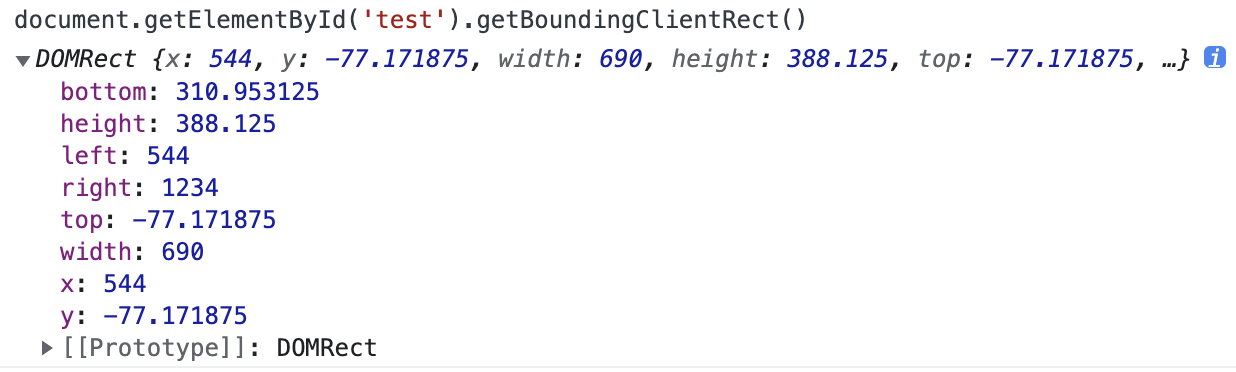 document.getElementById('test').getBoundingClientRect()
▼DOMRect {x: 544, y: -77.171875, width: 690, height: 388.125, top: -77.171875, …} i
bottom: 310.953125
height: 388.125
left: 544
right: 1234
top: -77.171875
width: 690
x: 544
y: -77.171875
▶[[Prototype]]: DOMRect